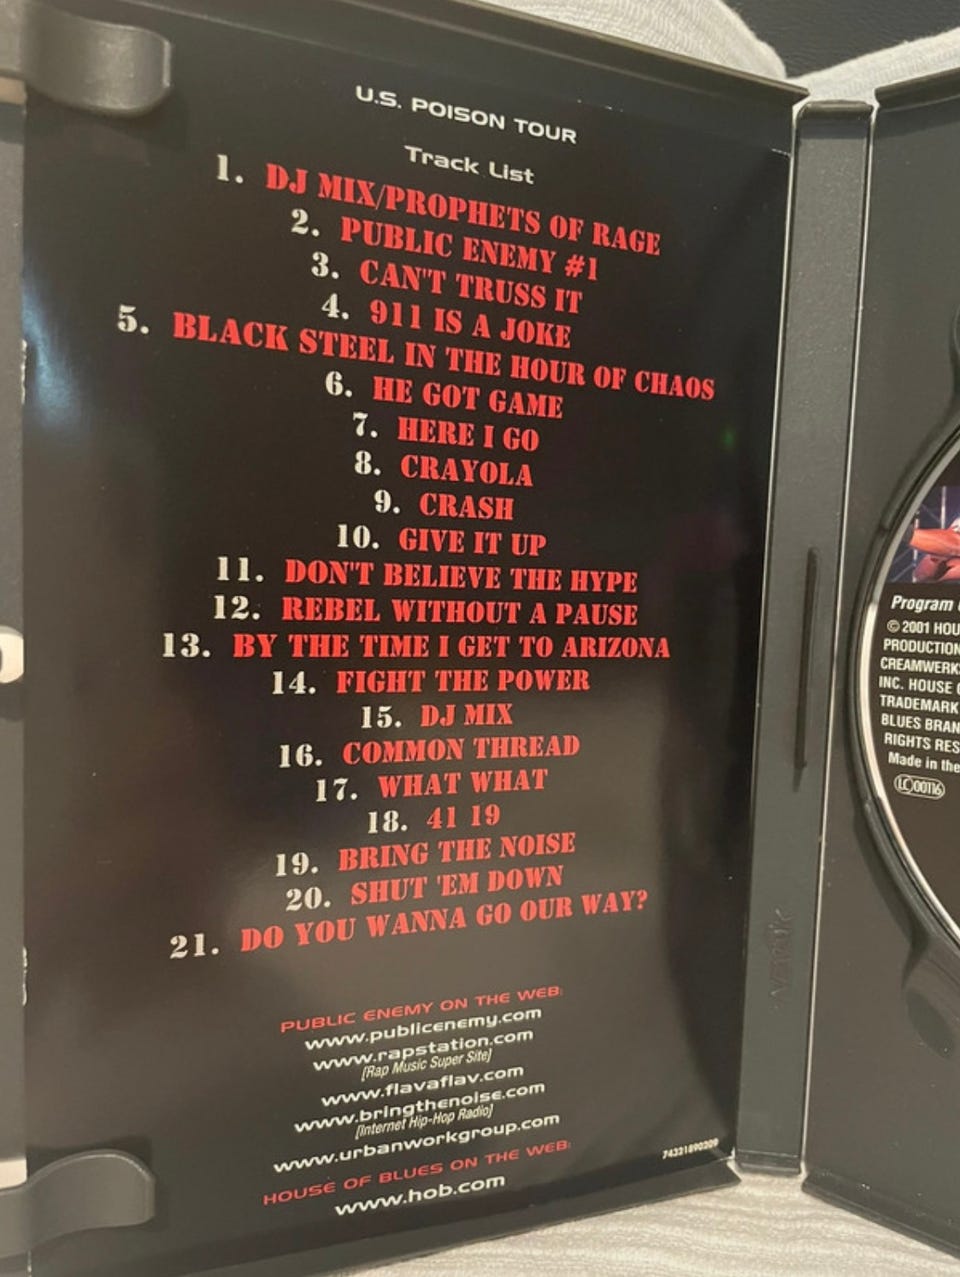 U.S. POISON TOUR
Track List
1. DJ MIX/PROPHETS OF RAGE
2. PUBLIC ENEMY #1
3. CAN'T TRUSS IT
4. 911 IS A JOKE
5. BLACK STEEL IN THE HOUR OF CHAOS
6. HE GOT GAME
7. HERE I GO
8. CRAYOLA
9. CRASH
10. GIVE IT UP
11. DON'T BELIEVE THE HYPE
12. REBEL WITHOUT A PAUSE
13. BY THE TIME I GET TO ARIZONA
14. FIGHT THE POWER
15. DJ MIX
16. COMMON THREAD
17. WHAT WHAT
18. 41 19
19. BRING THE NOISE
20. SHUT 'EM DOWN
21. DO YOU WANNA GO OUR WAY?
PUBLIC ENEMY ON THE WEB:
www.publicenemy.com
www.rapstation.com
[Rap Music Super Site]
www.flavaflav.com
www.bringthenoise.com
[Internet Hip-Hop Radio]
www.urbanworkgroup.com
HOUSE OF BLUES ON THE WEB:
www.hob.com
74321890209
Program
© 2001 HOU
PRODUCTION
CREAMWERK
INC. HOUSE
TRADEMARK
BLUES BRAN
RIGHTS RES
Made in the
LC 00116